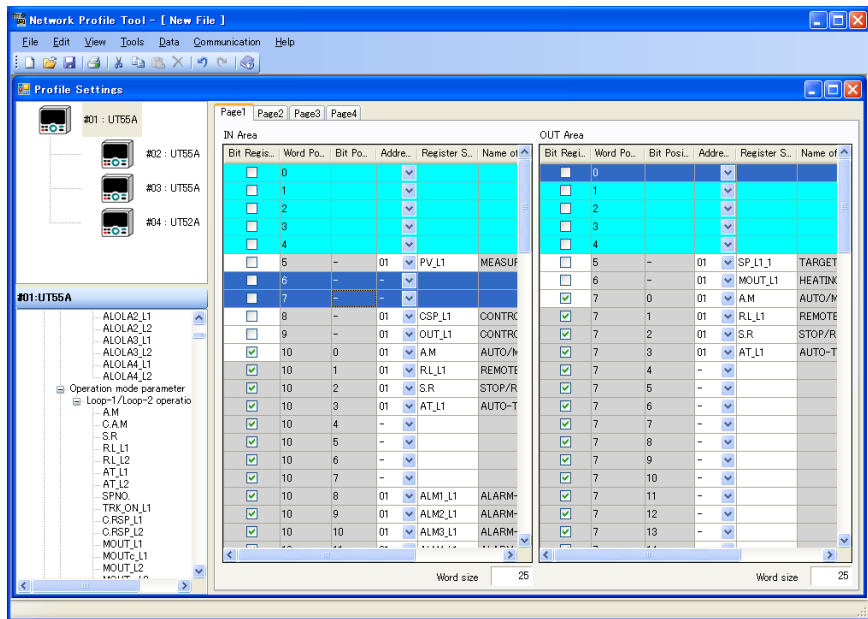 Network Profile Tool - [ New File ]
File Edit View Tools Data Communication Help
Profile Settings
#01 : UT55A
#02 : UT55A
#03 : UT55A
#04 : UT52A
#01:UT55A
ALOLA2_L1
ALOLA2_L2
ALOLA3_L1
ALOLA3_L2
ALOLA4_L1
ALOLA4_L2
Operation mode parameter
Loop-1/Loop-2 operatio
A.M
C.A.M
S.R
R.L_L1
R.L_L2
AT_L1
AT_L2
SPNO.
TRK_ON_L1
C.RSP_L1
C.RSP_L2
MOUT_L1
MOUTc_L1
MOUT_L2
Page1 Page2 Page3 Page4
IN Area
Bit Regis... Word Po... Bit Po... Addre... Register S... Name of
0
1
2
3
4
5 - 01 PV_L1 MEASUR
6 - -
7 - -
8 - 01 CSP_L1 CONTRO
9 - 01 OUT_L1 CONTRO
10 0 01 A.M AUTO/M
10 1 01 R.L_L1 REMOTE
10 2 01 S.R STOP/R
10 3 01 AT_L1 AUTO-T
10 4 -
10 5 -
10 6 -
10 7 -
10 8 01 ALM1_L1 ALARM-
10 9 01 ALM2_L1 ALARM-
10 10 01 ALM3_L1 ALARM-
Word size 25
OUT Area
Bit Regi... Word Po... Bit Posi... Addre... Register S... Name of
0
1
2
3
4
5 - 01 SP_L1_1 TARGET
6 - 01 MOUT_L1 HEATIN
7 0 01 A.M AUTO/M
7 1 01 R.L_L1 REMOTE
7 2 01 S.R STOP/R
7 3 01 AT_L1 AUTO-T
7 4 -
7 5 -
7 6 -
7 7 -
7 8 -
7 9 -
7 10 -
7 11 -
7 12 -
7 13 -
Word size 25